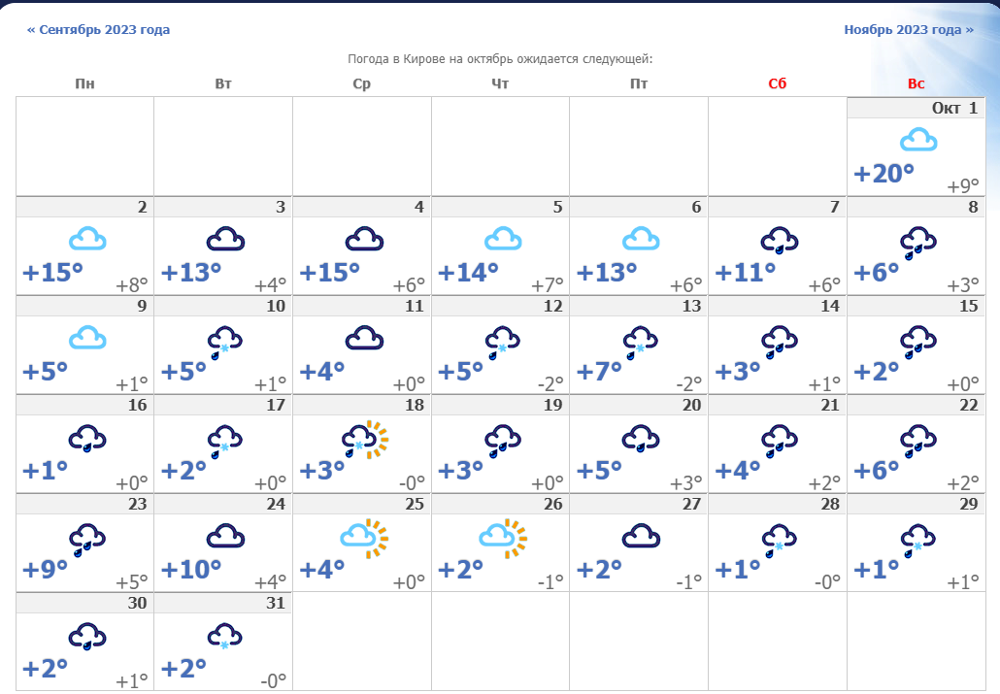 « Сентябрь 2023 года Ноябрь 2023 года »
Погода в Кирове на октябрь ожидается следующей:
Пн Вт Ср Чт Пт Сб Вс
Окт 1
+20° +9°
2 3 4 5 6 7 8
+15° +8° +13° +4° +15° +6° +14° +7° +13° +6° +11° +6° +6° +3°
9 10 11 12 13 14 15
+5° +1° +5° +1° +4° +0° +5° -2° +7° -2° +3° +1° +2° +0°
16 17 18 19 20 21 22
+1° +0° +2° +0° +3° -0° +3° +0° +5° +3° +4° +2° +6° +2°
23 24 25 26 27 28 29
+9° +5° +10° +4° +4° +0° +2° -1° +2° -1° +1° -0° +1° +1°
30 31
+2° +1° +2° -0°